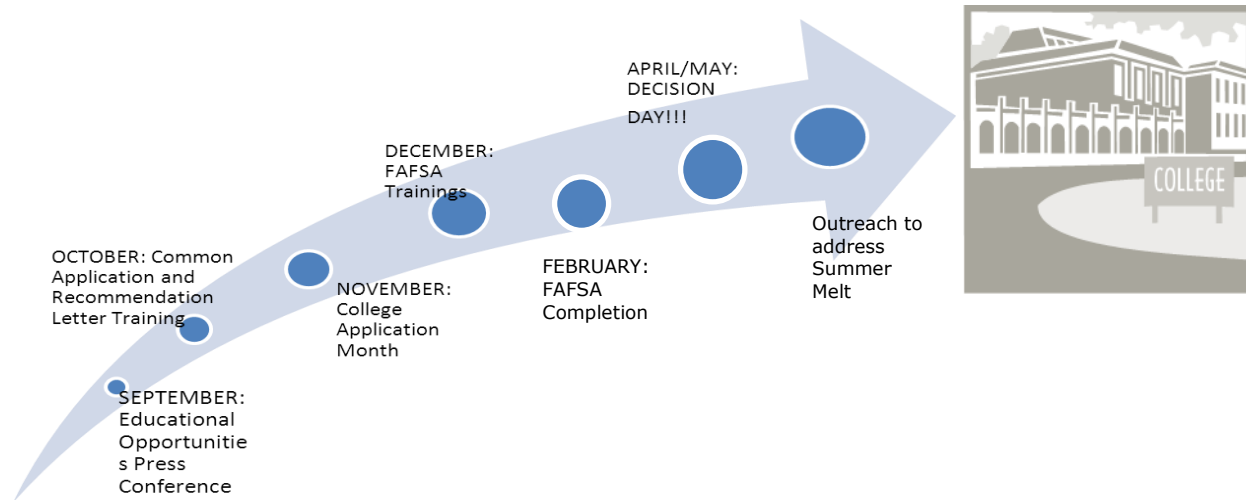 SEPTEMBER:
Educational
Opportunitie
s Press
Conference
OCTOBER: Common
Application and
Recommendation
Letter Training
NOVEMBER:
College
Application
Month
DECEMBER:
FAFSA
Trainings
FEBRUARY:
FAFSA
Completion
APRIL/MAY:
DECISION
DAY!!!
Outreach to
address
Summer
Melt
COLLEGE